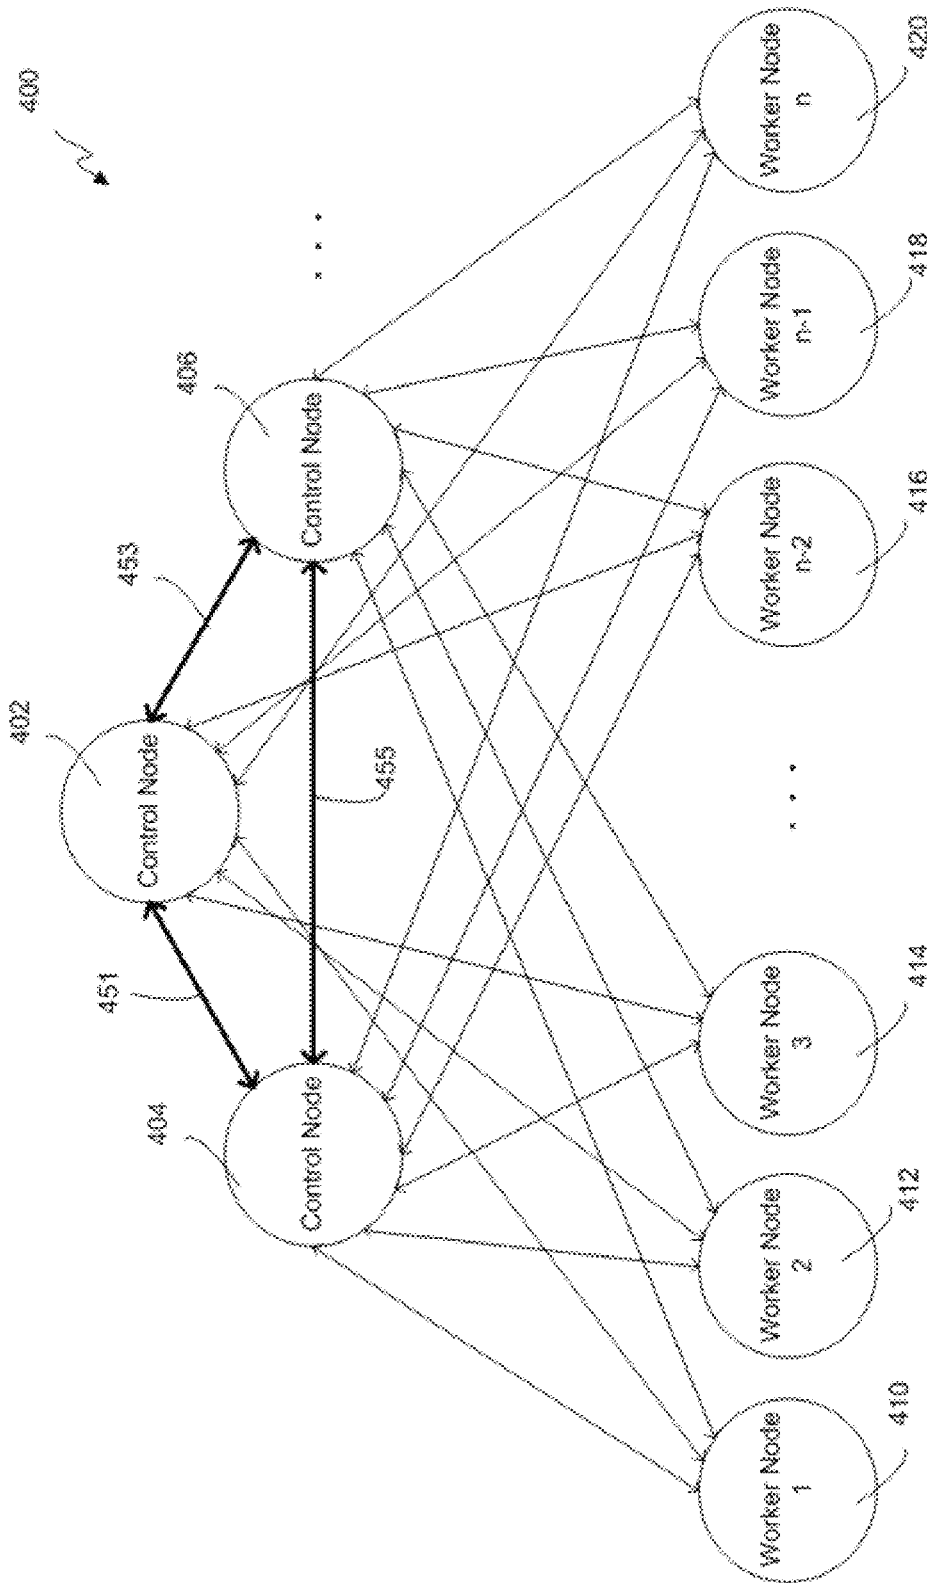 400
402
Control Node
451
453
404
Control Node
406
Control Node
455
. . .
Worker Node
1
410
Worker Node
2
412
Worker Node
3
414
. . .
Worker Node
n-2
416
Worker Node
n-1
418
Worker Node
n
420